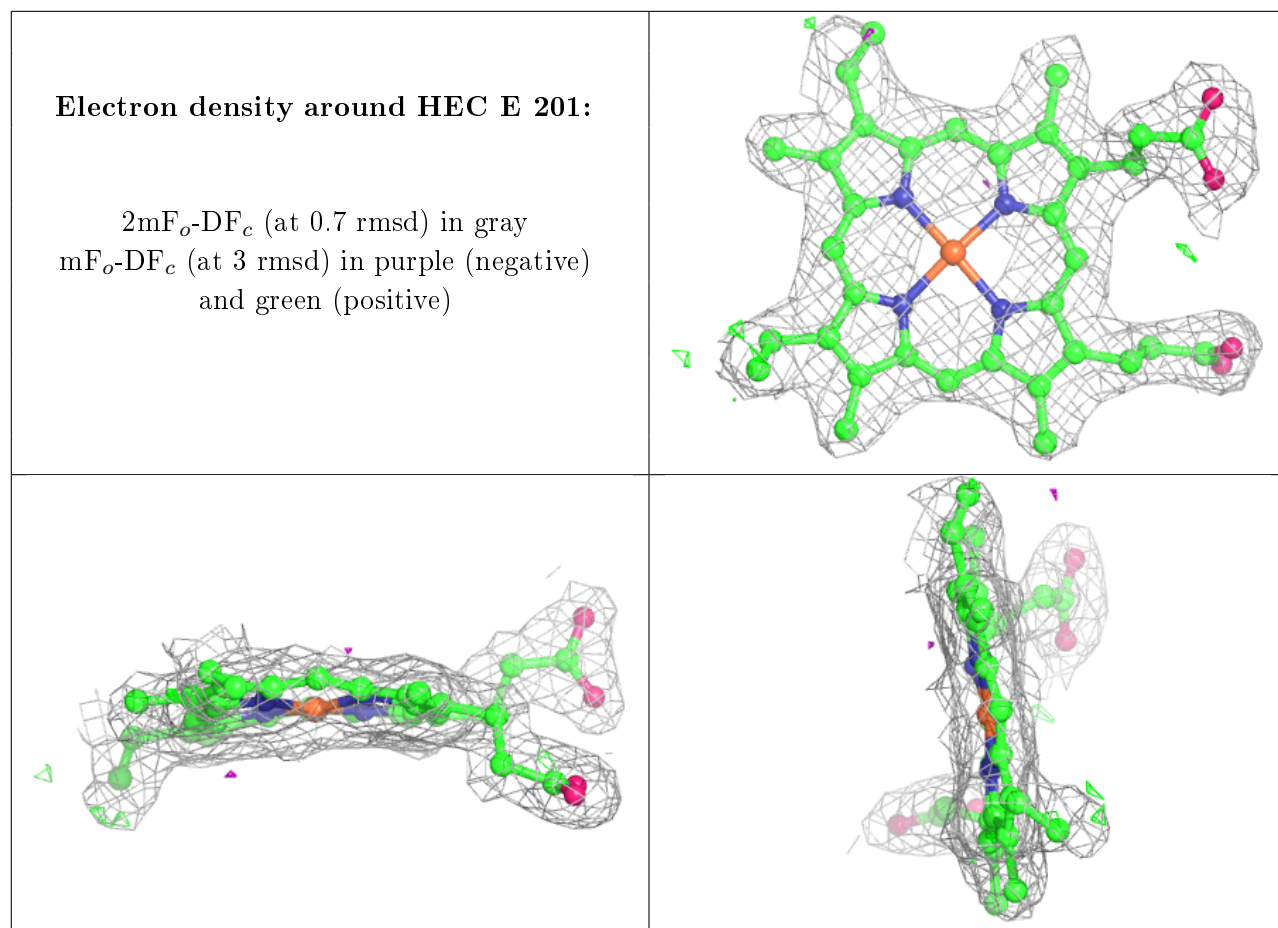 Electron density around HEC E 201:
2mFₒ-DF𝒸 (at 0.7 rmsd) in gray
mFₒ-DF𝒸 (at 3 rmsd) in purple (negative)
and green (positive)